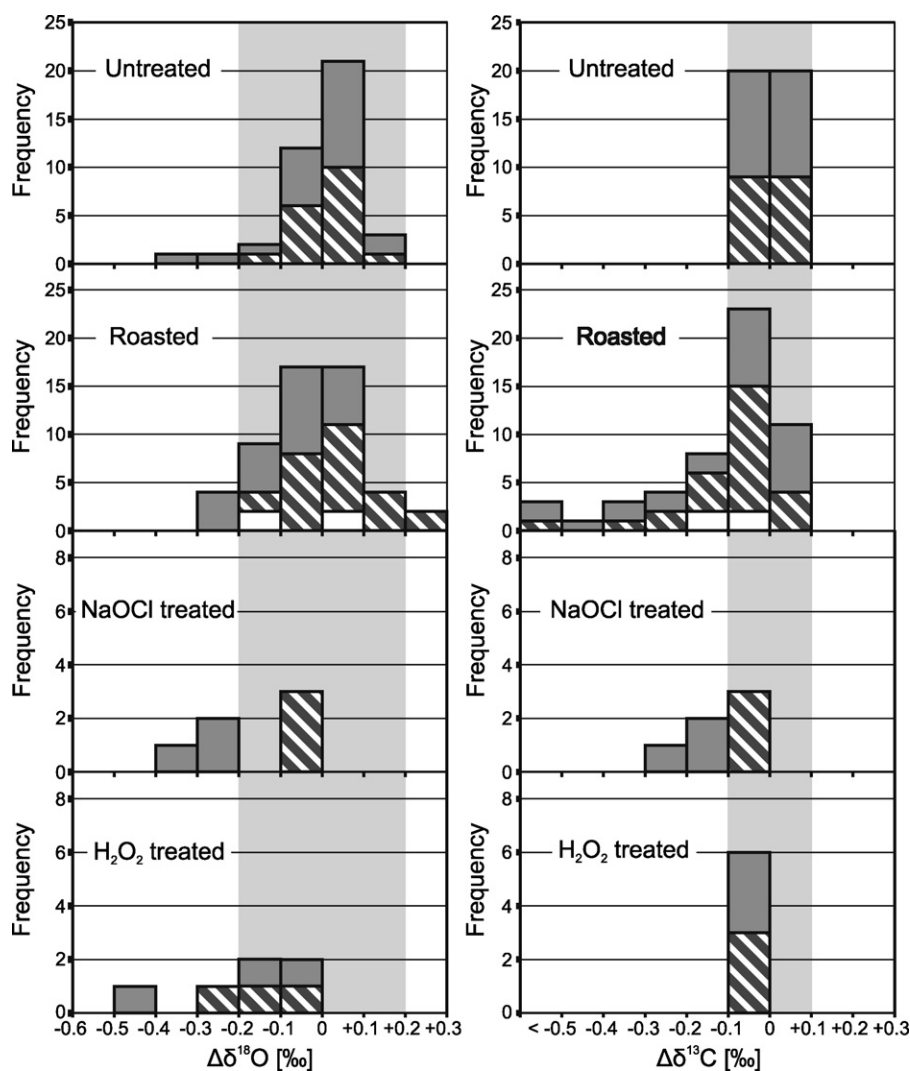 25
20
15
10
5
0
Frequency
Untreated
25
20
15
10
5
0
Frequency
Untreated
25
20
15
10
5
0
Frequency
Roasted
25
20
15
10
5
0
Frequency
Roasted
8
6
4
2
0
Frequency
NaOCl treated
8
6
4
2
0
Frequency
NaOCl treated
8
6
4
2
0
Frequency
H₂O₂ treated
8
6
4
2
0
Frequency
H₂O₂ treated
-0.6 -0.5 -0.4 -0.3 -0.2 -0.1 0 +0.1 +0.2 +0.3
Δδ¹⁸O [‰]
< -0.5 -0.4 -0.3 -0.2 -0.1 0 +0.1 +0.2 +0.3
Δδ¹³C [‰]